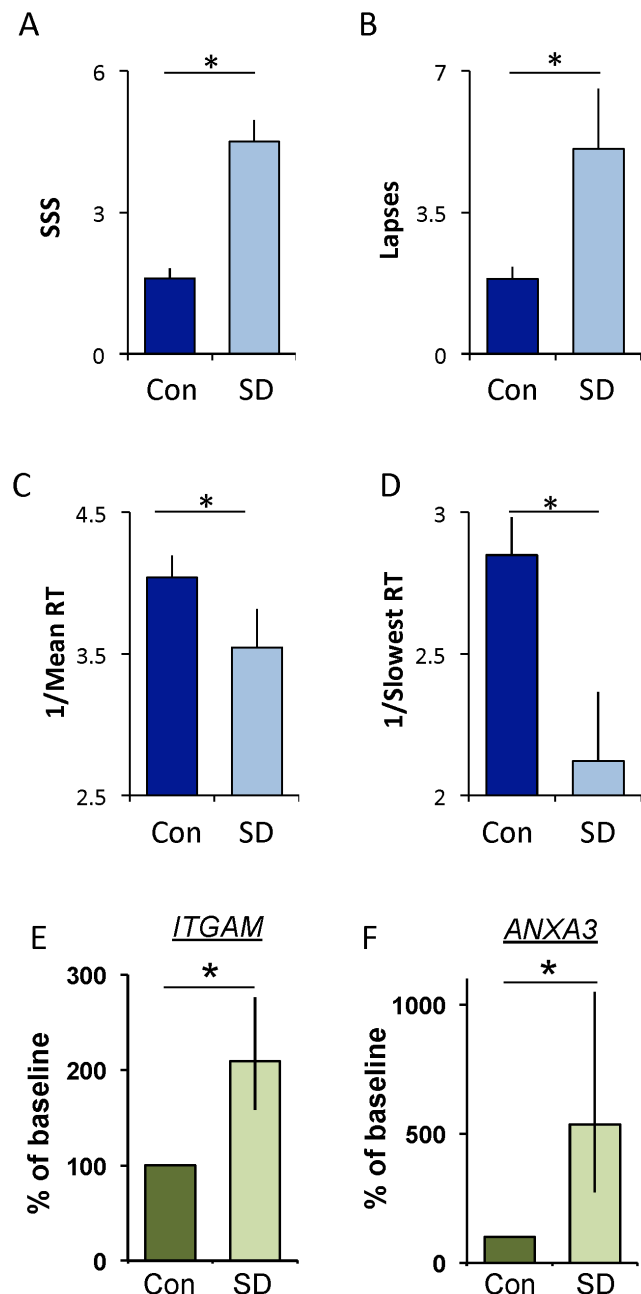 A
6
*
3
SSS
0
Con SD
B
7
*
3.5
Lapses
0
Con SD
C
4.5
*
3.5
1/Mean RT
2.5
Con SD
D
3
*
2.5
1/Slowest RT
2
Con SD
E
ITGAM
300
*
200
% of baseline
100
0
Con SD
F
ANXA3
*
1000
% of baseline
500
0
Con SD